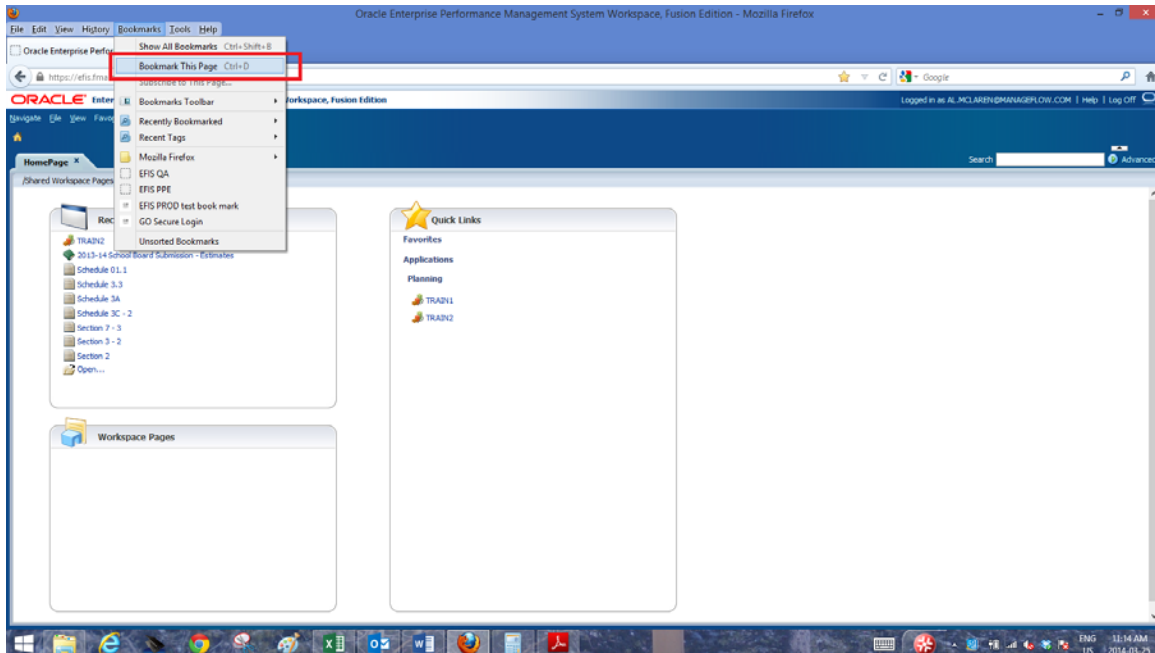 Oracle Enterprise Performance Management System Workspace, Fusion Edition - Mozilla Firefox
File Edit View History Bookmarks Tools Help
Oracle Enterprise Perfor
Show All Bookmarks Ctrl+Shift+B
Bookmark This Page Ctrl+D
Subscribe to This Page...
Bookmarks Toolbar
Recently Bookmarked
Recent Tags
Mozilla Firefox
EFIS QA
EFIS PPE
EFIS PROD test book mark
GO Secure Login
Unsorted Bookmarks
https://efis.fma
Google
ORACLE Enter
Workspace, Fusion Edition
Logged in as AL.MCLAREN@MANAGEFLOW.COM | Help | Log Off
Navigate File View Favor
HomePage x
Search
Advanced
/Shared Workspace Pages
Rec
TRAIN2
2013-14 School Board Submission - Estimates
Schedule 01.1
Schedule 3.3
Schedule 3A
Schedule 3C - 2
Section 7 - 3
Section 3 - 2
Section 2
Open...
Quick Links
Favorites
Applications
Planning
TRAIN1
TRAIN2
Workspace Pages
ENG 11:14 AM
US 2014-03-25